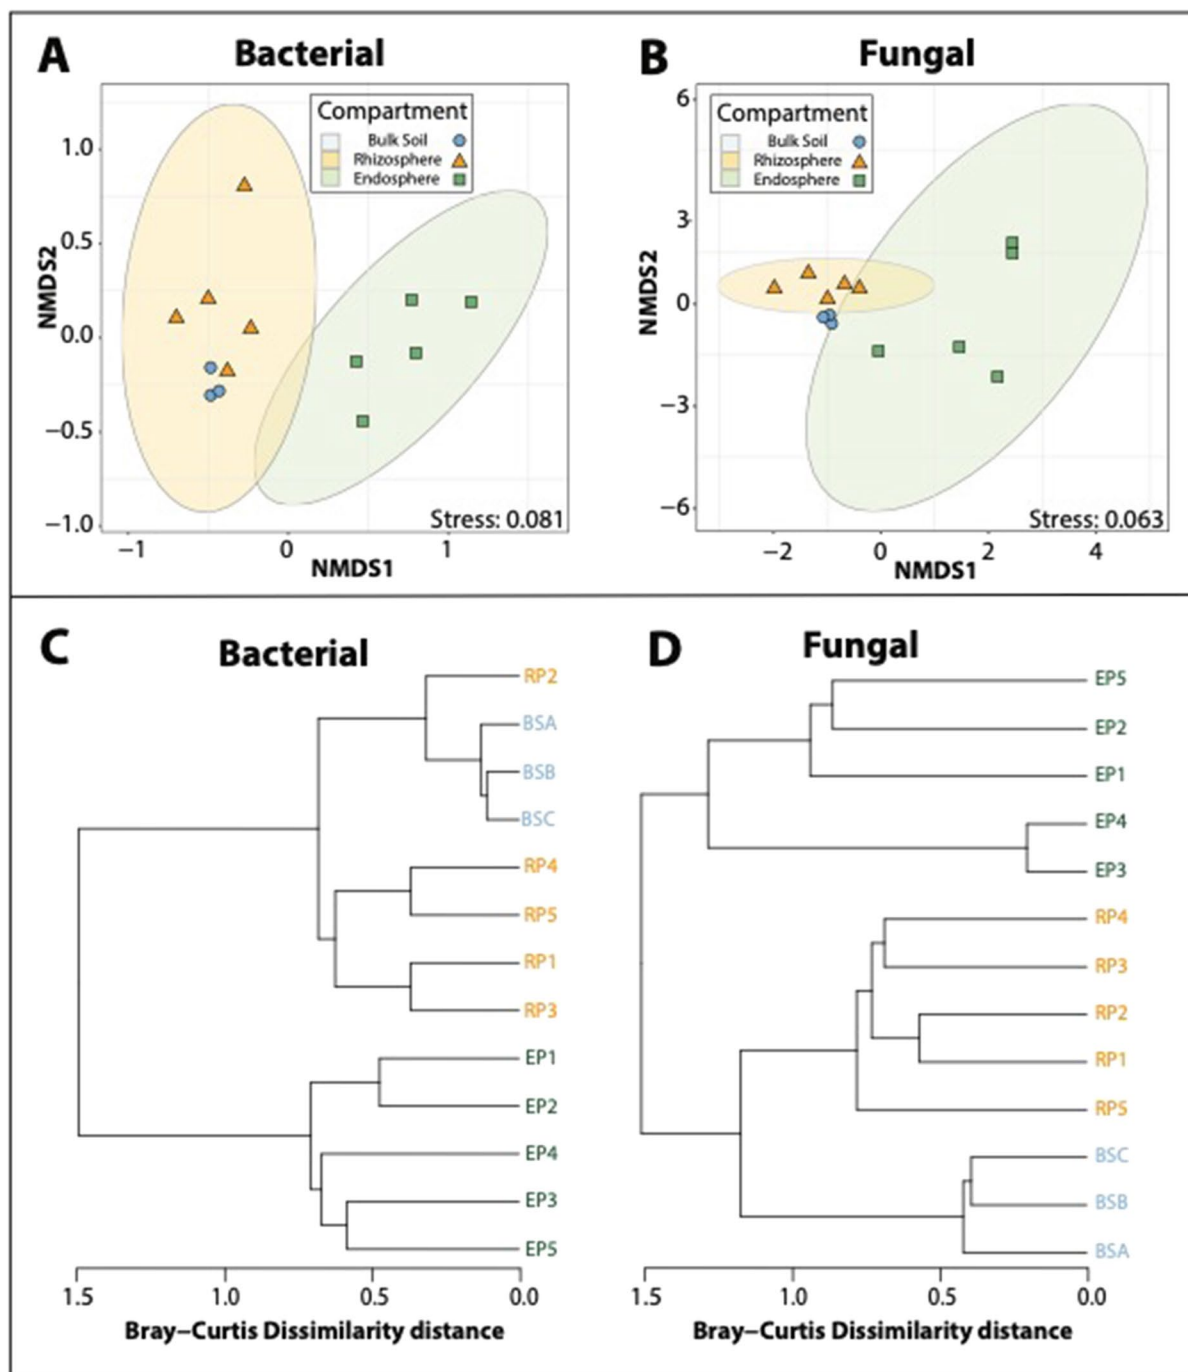 A
Bacterial
Compartment
Bulk Soil
Rhizosphere
Endosphere
1.0
0.5
0.0
−0.5
−1.0
NMDS2
Stress: 0.081
−1
0
1
NMDS1
B
Fungal
Compartment
Bulk Soil
Rhizosphere
Endosphere
6
3
0
−3
−6
NMDS2
Stress: 0.063
−2
0
2
4
NMDS1
C
Bacterial
RP2
BSA
BSB
BSC
RP4
RP5
RP1
RP3
EP1
EP2
EP4
EP3
EP5
1.5
1.0
0.5
0.0
Bray−Curtis Dissimilarity distance
D
Fungal
EP5
EP2
EP1
EP4
EP3
RP4
RP3
RP2
RP1
RP5
BSC
BSB
BSA
1.5
1.0
0.5
0.0
Bray−Curtis Dissimilarity distance